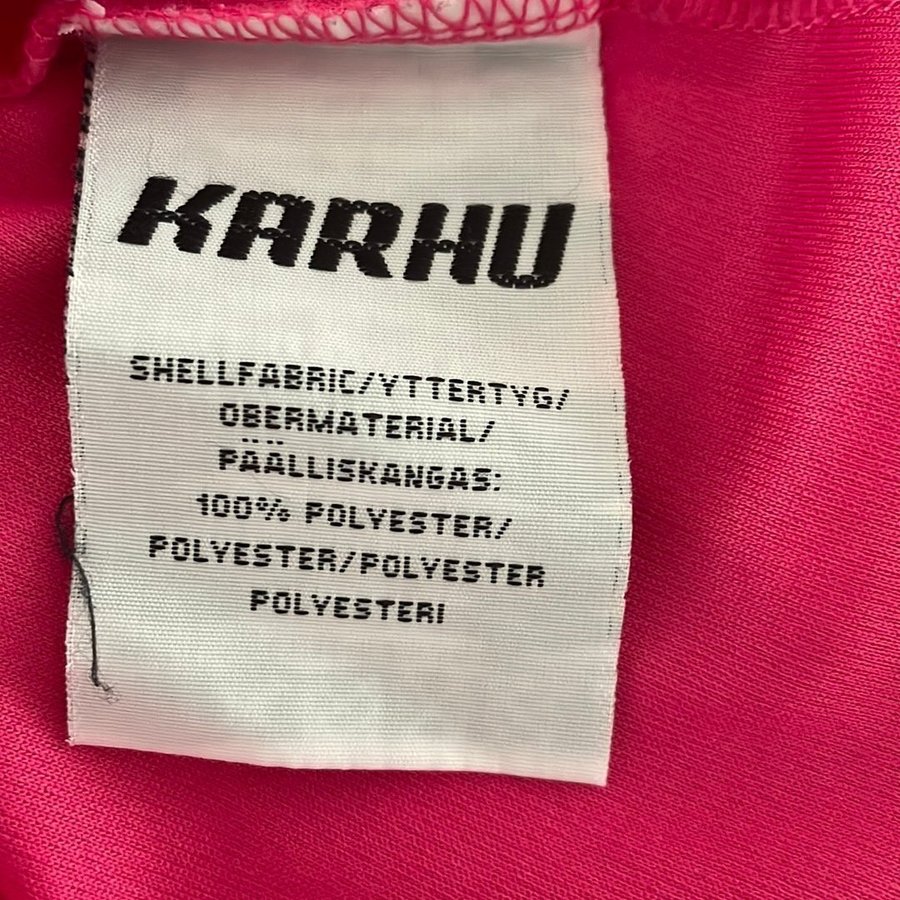 KARHU
SHELLFABRIC/YTTERTYG/
OBERMATERIAL/
PÄÄLLISKANGAS:
100% POLYESTER/
POLYESTER/POLYESTER
POLYESTERI